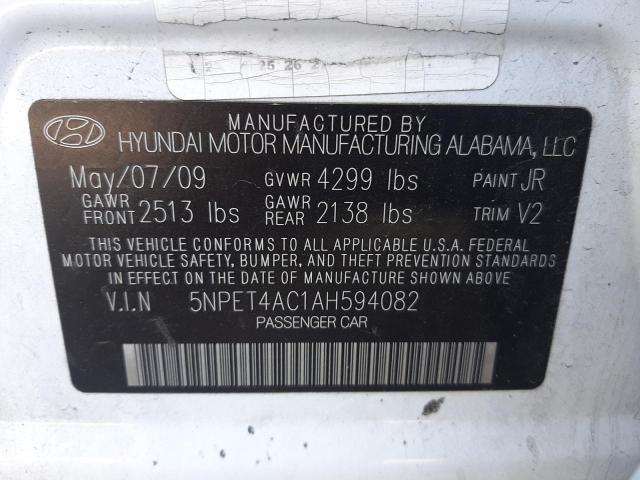 25 26
MANUFACTURED BY
HYUNDAI MOTOR MANUFACTURING ALABAMA, LLC
May/07/09 GVWR 4299 lbs PAINT JR
GAWR FRONT 2513 lbs GAWR REAR 2138 lbs TRIM V2
THIS VEHICLE CONFORMS TO ALL APPLICABLE U.S.A. FEDERAL
MOTOR VEHICLE SAFETY, BUMPER, AND THEFT PREVENTION STANDARDS
IN EFFECT ON THE DATE OF MANUFACTURE SHOWN ABOVE
V.I.N 5NPET4AC1AH594082
PASSENGER CAR